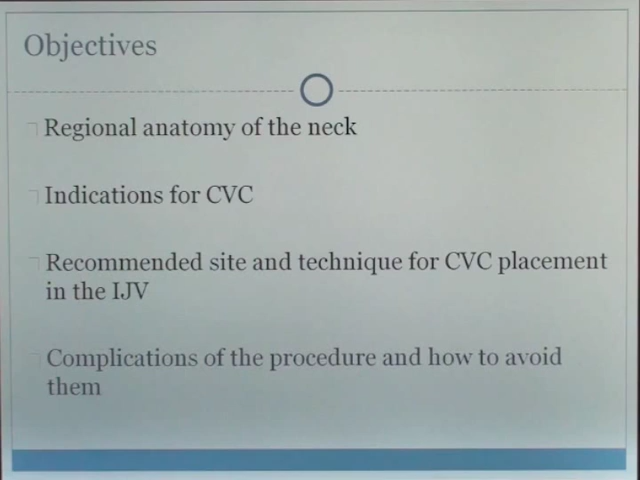 Objectives
Regional anatomy of the neck
Indications for CVC
Recommended site and technique for CVC placement
in the IJV
Complications of the procedure and how to avoid
them